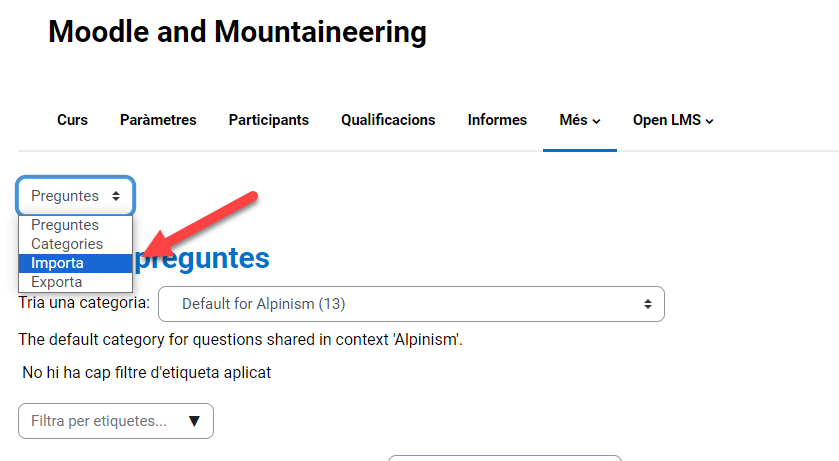 Moodle and Mountaineering
Curs Paràmetres Participants Qualificacions Informes Més Open LMS
Preguntes
Preguntes
Categories
Importa
Exporta
preguntes
Tria una categoria: Default for Alpinism (13)
The default category for questions shared in context 'Alpinism'.
No hi ha cap filtre d'etiqueta aplicat
Filtra per etiquetes...